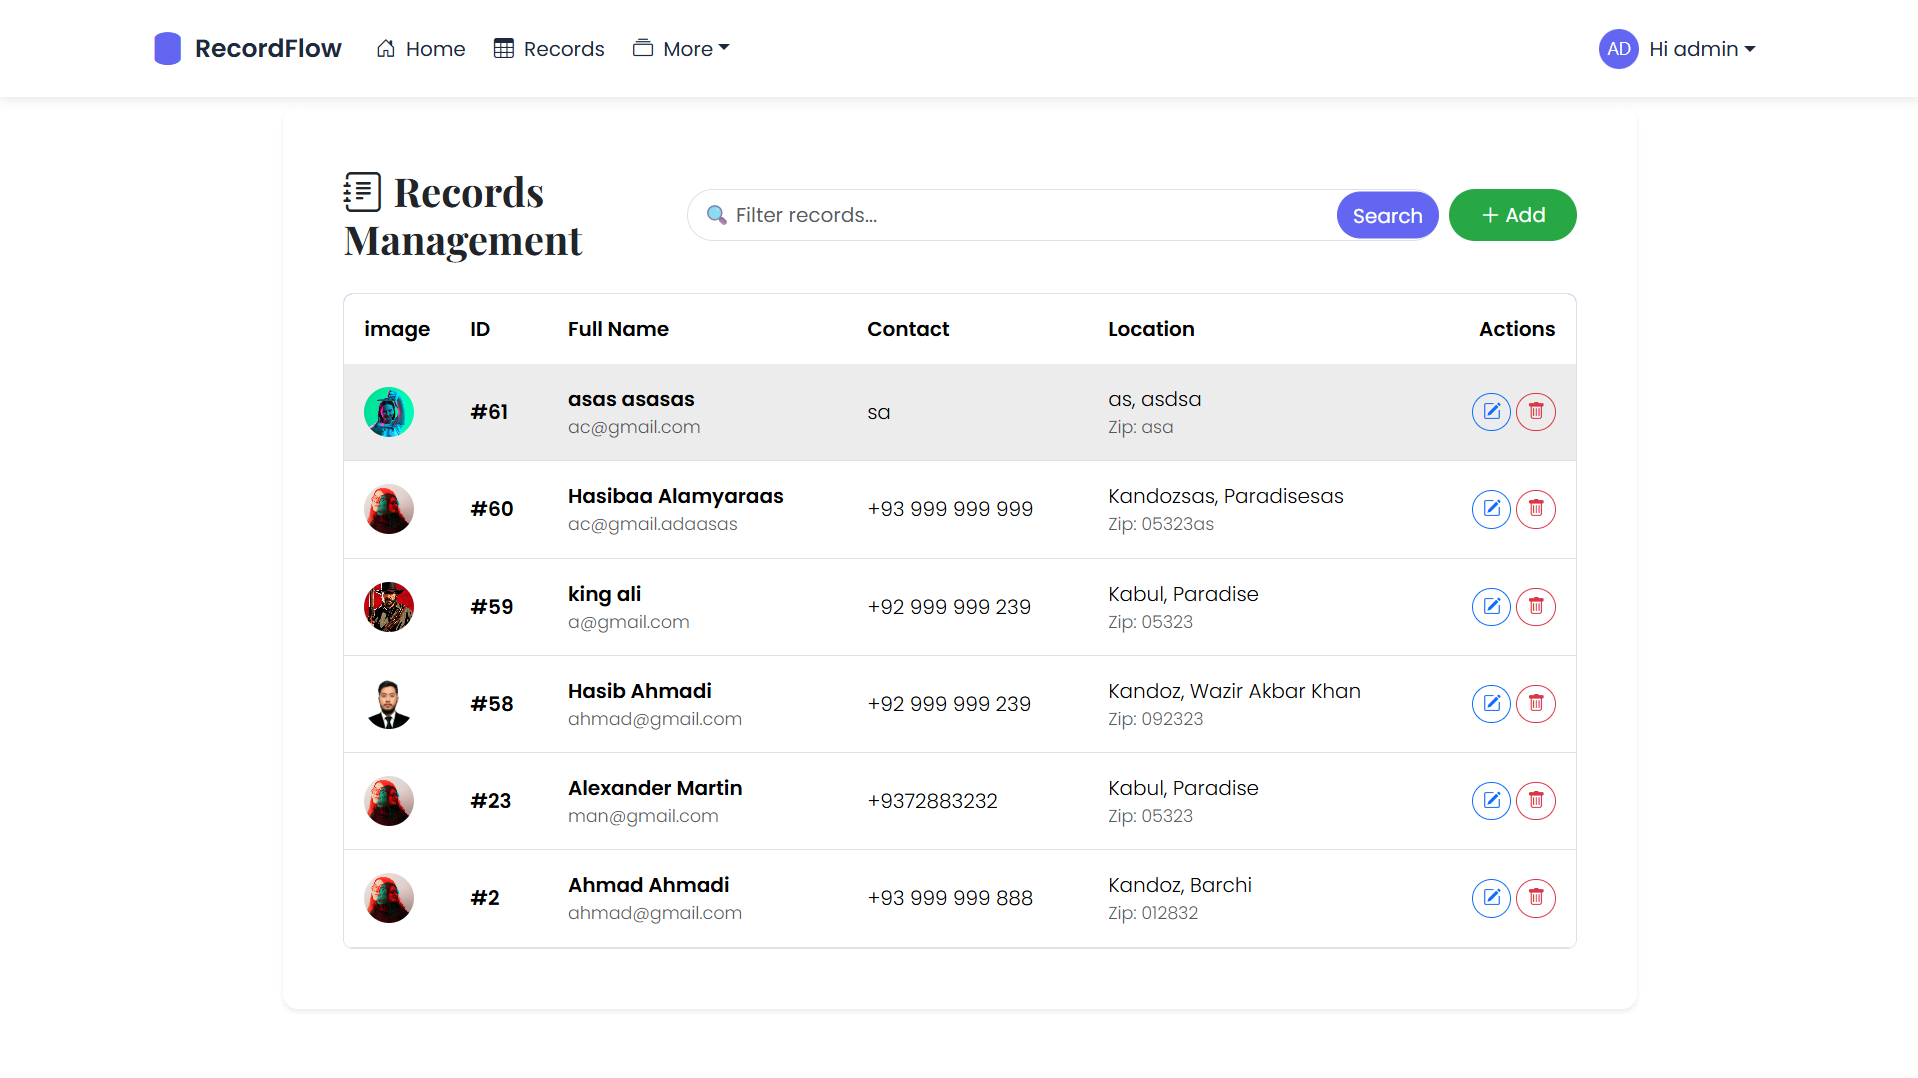 RecordFlow Home Records More AD Hi admin
Records Management
🔍 Filter records... Search + Add
image ID Full Name Contact Location Actions
#61 asas asasas sa as, asdsa
ac@gmail.com Zip: asa
#60 Hasibaa Alamyaraas +93 999 999 999 Kandozsas, Paradisesas
ac@gmail.adaasas Zip: 05323as
#59 king ali +92 999 999 239 Kabul, Paradise
a@gmail.com Zip: 05323
#58 Hasib Ahmadi +92 999 999 239 Kandoz, Wazir Akbar Khan
ahmad@gmail.com Zip: 092323
#23 Alexander Martin +9372883232 Kabul, Paradise
man@gmail.com Zip: 05323
#2 Ahmad Ahmadi +93 999 999 888 Kandoz, Barchi
ahmad@gmail.com Zip: 012832